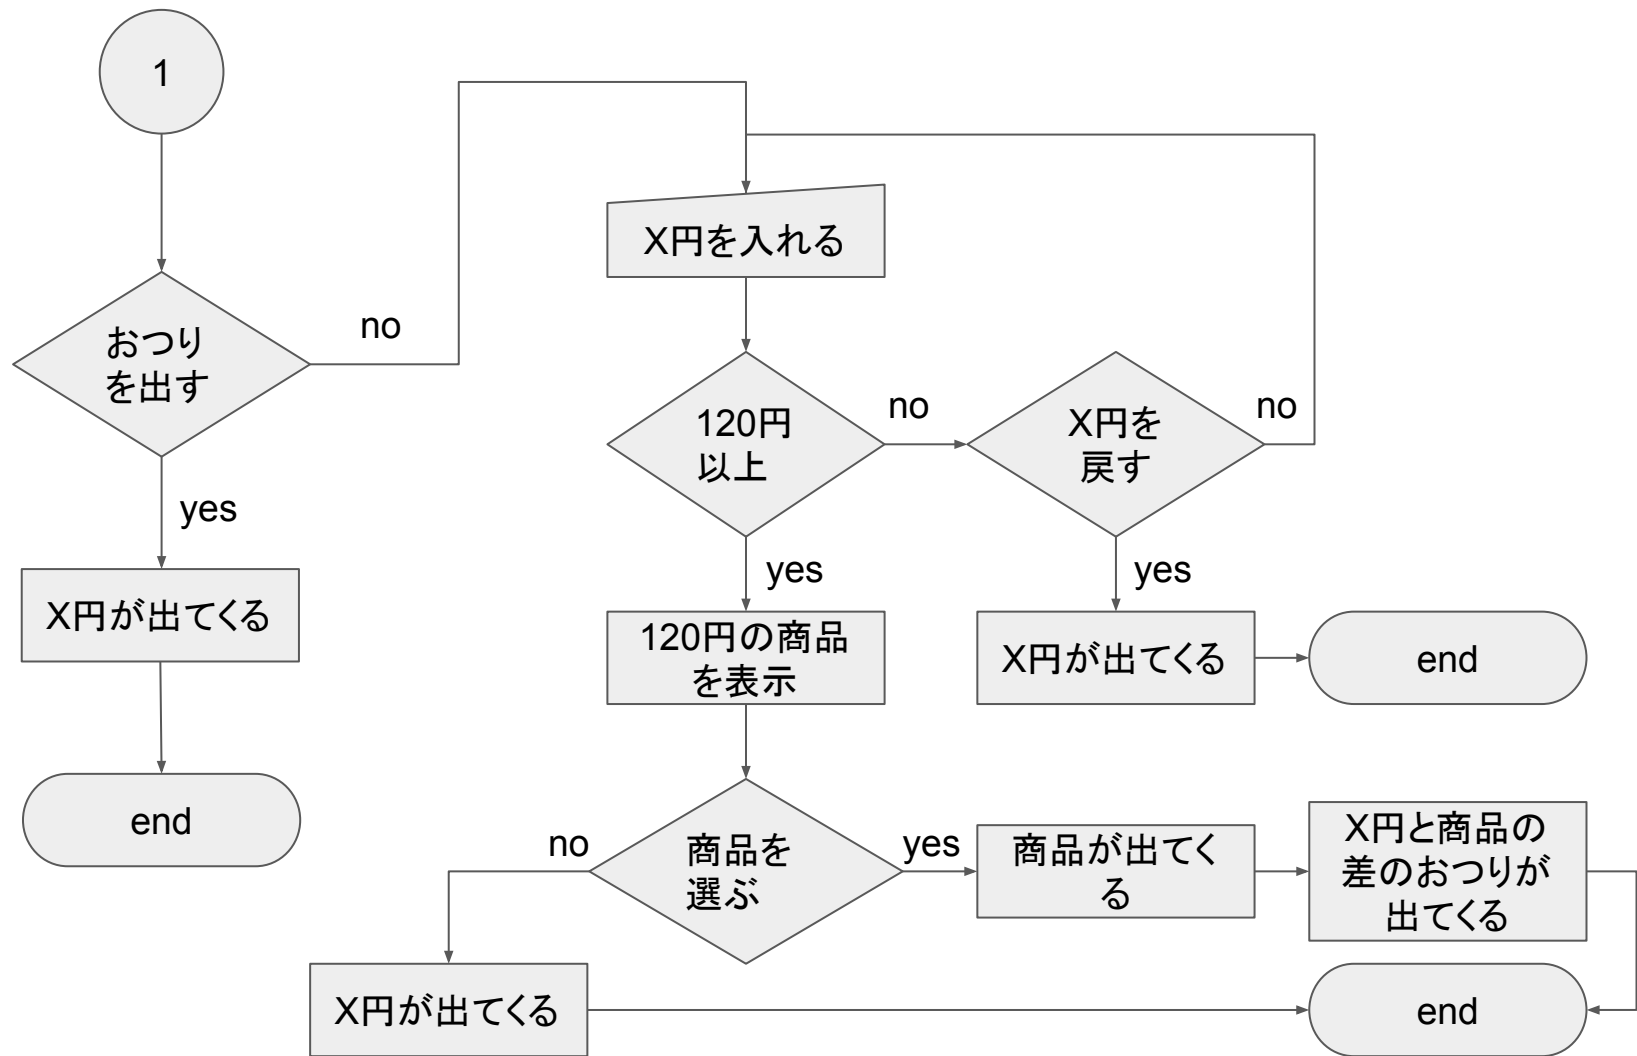 1
おつり
を出す
no
yes
X円が出てくる
end
X円を入れる
120円
以上
no
X円を
戻す
no
yes
yes
120円の商品
を表示
X円が出てくる
end
商品を
選ぶ
no
yes
商品が出てく
る
X円と商品の
差のおつりが
出てくる
X円が出てくる
end